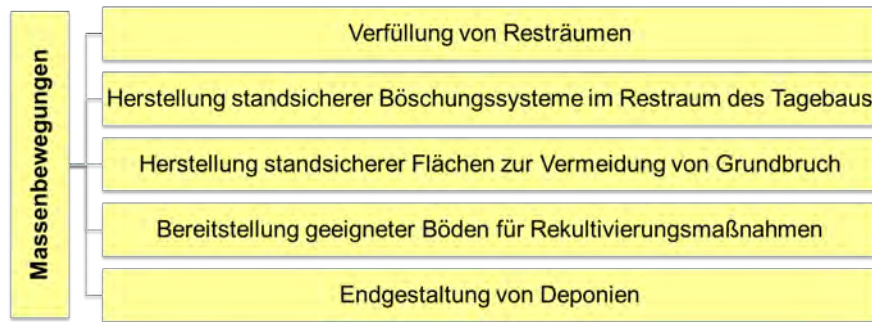 Massenbewegungen
Verfüllung von Resträumen
Herstellung standsicherer Böschungssysteme im Restraum des Tagebaus
Herstellung standsicherer Flächen zur Vermeidung von Grundbruch
Bereitstellung geeigneter Böden für Rekultivierungsmaßnahmen
Endgestaltung von Deponien